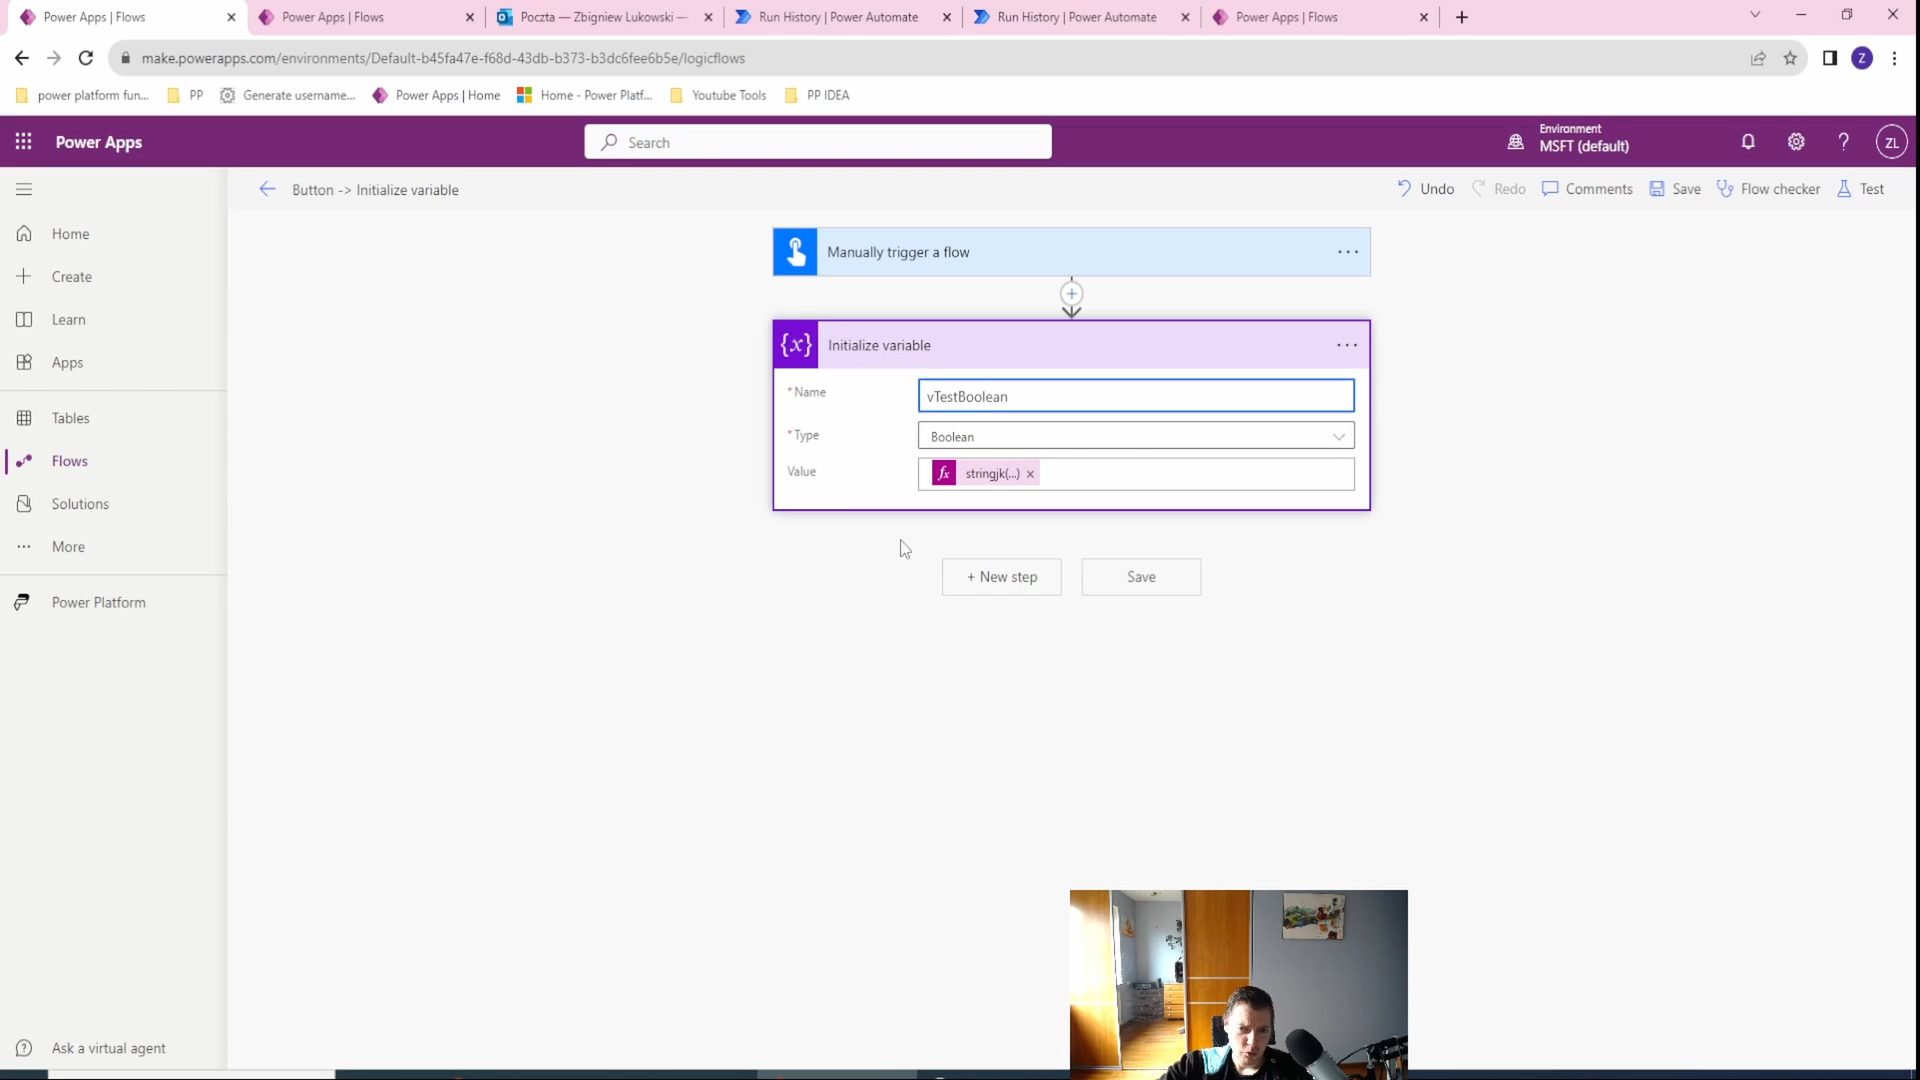 Power Apps | Flows
Power Apps | Flows
Poczta — Zbigniew Lukowski —
Run History | Power Automate
Run History | Power Automate
Power Apps | Flows
make.powerapps.com/environments/Default-b45fa47e-f68d-43db-b373-b3dc6fee6b5e/logicflows
Z
power platform fun...
PP
Generate username...
Power Apps | Home
Home - Power Platf...
Youtube Tools
PP IDEA
Power Apps
Search
Environment
MSFT (default)
ZL
Button -> Initialize variable
Undo
Redo
Comments
Save
Flow checker
Test
Home
Create
Learn
Apps
Tables
Flows
Solutions
More
Power Platform
Ask a virtual agent
Manually trigger a flow
{x}
Initialize variable
* Name
vTestBoolean
* Type
Boolean
Value
fx
stringjk(...)
+ New step
Save